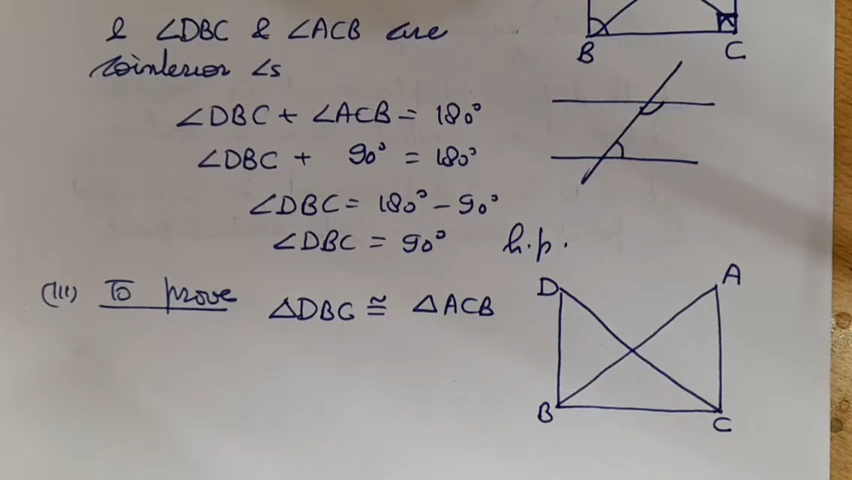 & ∠DBC & ∠ACB are
cointerior ∠s
B
C
∠DBC + ∠ACB = 180°
∠DBC + 90° = 180°
∠DBC = 180° - 90°
∠DBC = 90° h.p.
(III) To prove ΔDBC ≅ ΔACB
D
A
B
C